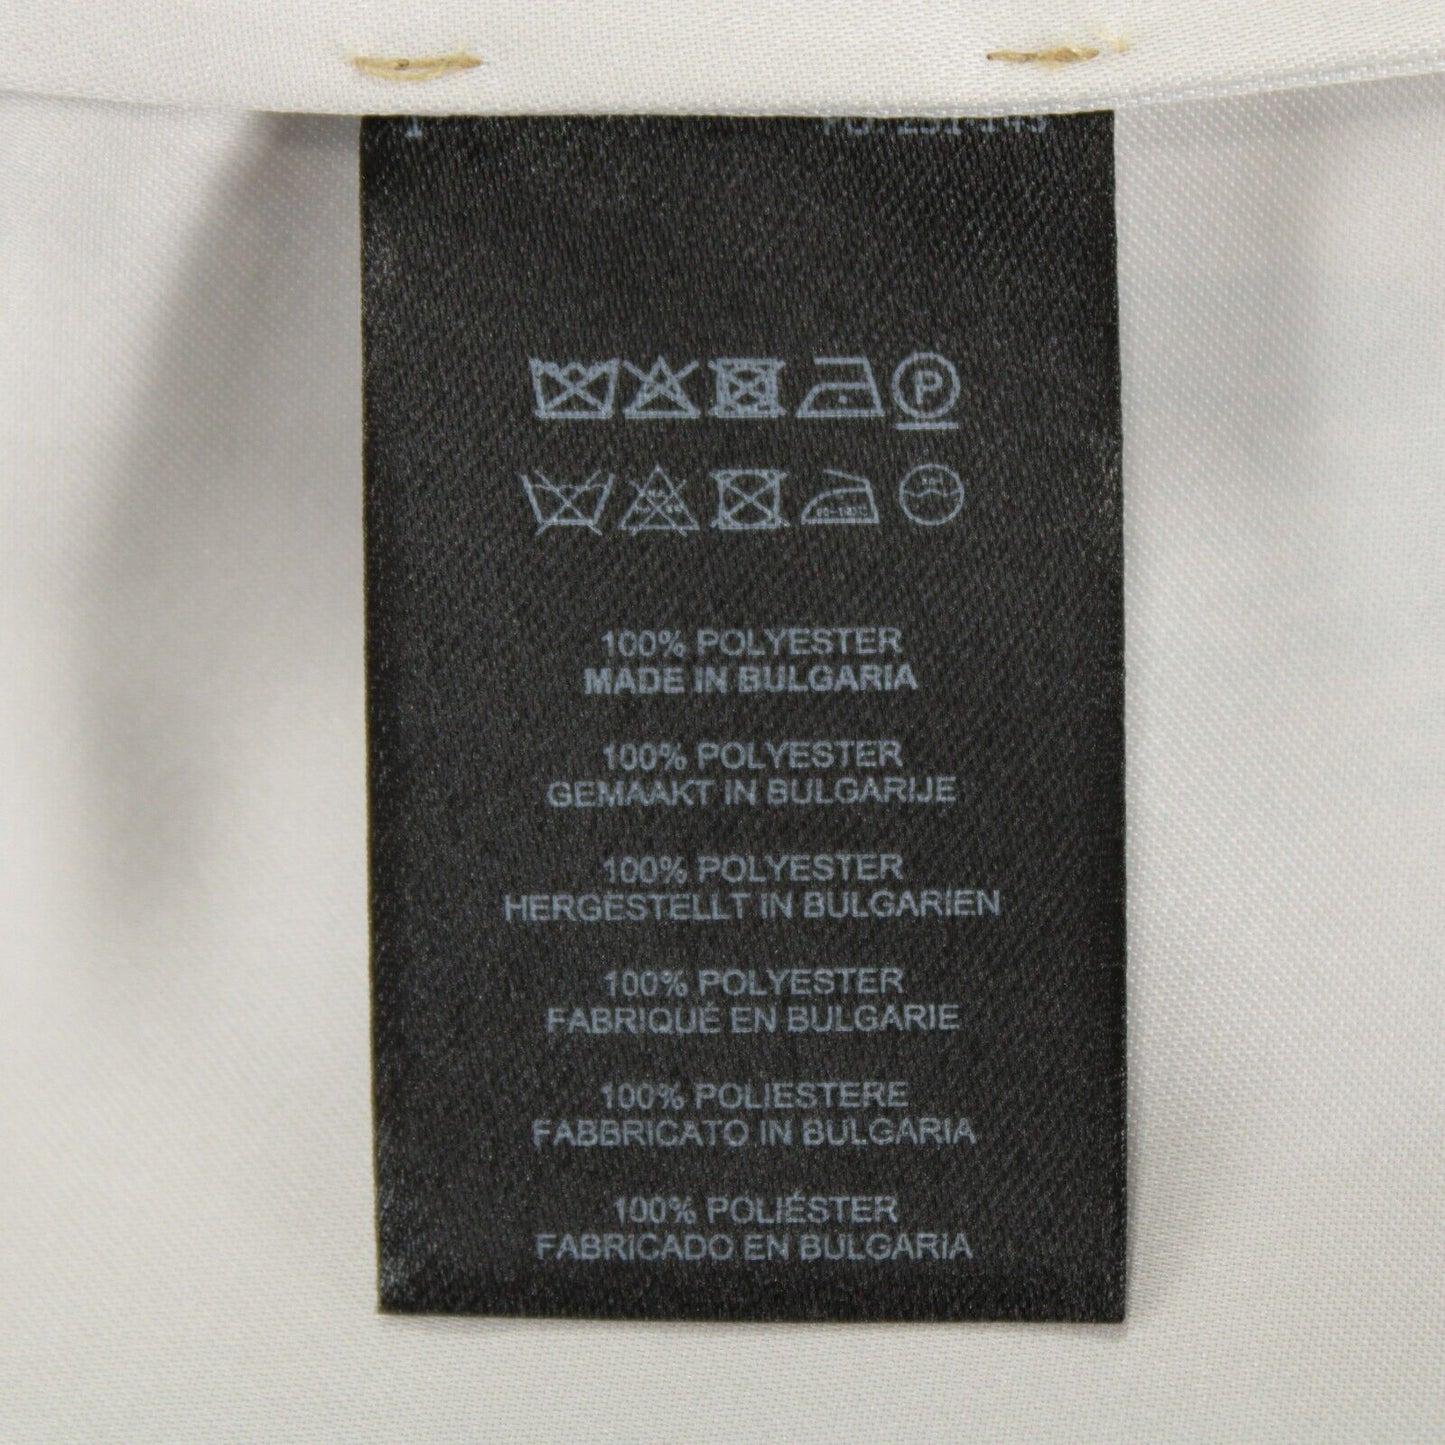 P
100% POLYESTER
MADE IN BULGARIA
100% POLYESTER
GEMAAKT IN BULGARIJE
100% POLYESTER
HERGESTELLT IN BULGARIEN
100% POLYESTER
FABRIQUÉ EN BULGARIE
100% POLIESTERE
FABBRICATO IN BULGARIA
100% POLIÉSTER
FABRICADO EN BULGARIA